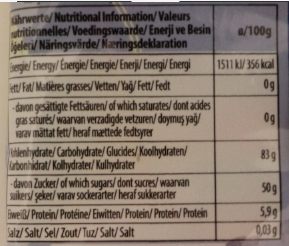 Nährwerte/ Nutritional Information/ Valeurs
nutritionnelles/ Voedingswaarde/ Enerji ve Besin
Öğeleri/ Näringsvärde/ Næringsdeklaration
ø/100g
Energie/ Energy/ Énergie/ Energie/ Enerji/ Energi/ Energi
1511 kJ/ 356 kcal
Fett/ Fat/ Matières grasses/ Vetten/ Yağ/ Fett/ Fedt
0 g
- davon gesättigte Fettsäuren/ of which saturates/ dont acides
gras saturés/ waarvan verzadigde vetzuren/ doymuş yağ/
varav mättat fett/ heraf mættede fedtsyrer
0 g
Kohlenhydrate/ Carbohydrate/ Glucides/ Koolhydraten/
Karbonhidrat/ Kolhydrater/ Kulhydrater
83 g
- davon Zucker/ of which sugars/ dont sucres/ waarvan
suikers/ şeker/ varav sockerarter/ heraf sukkerarter
50 g
Eiweiß/ Protein/ Protéine/ Eiwitten/ Protein/ Protein/ Protein
5,9 g
Salz/ Salt/ Sel/ Zout/ Tuz/ Salt/ Salt
0,03 g